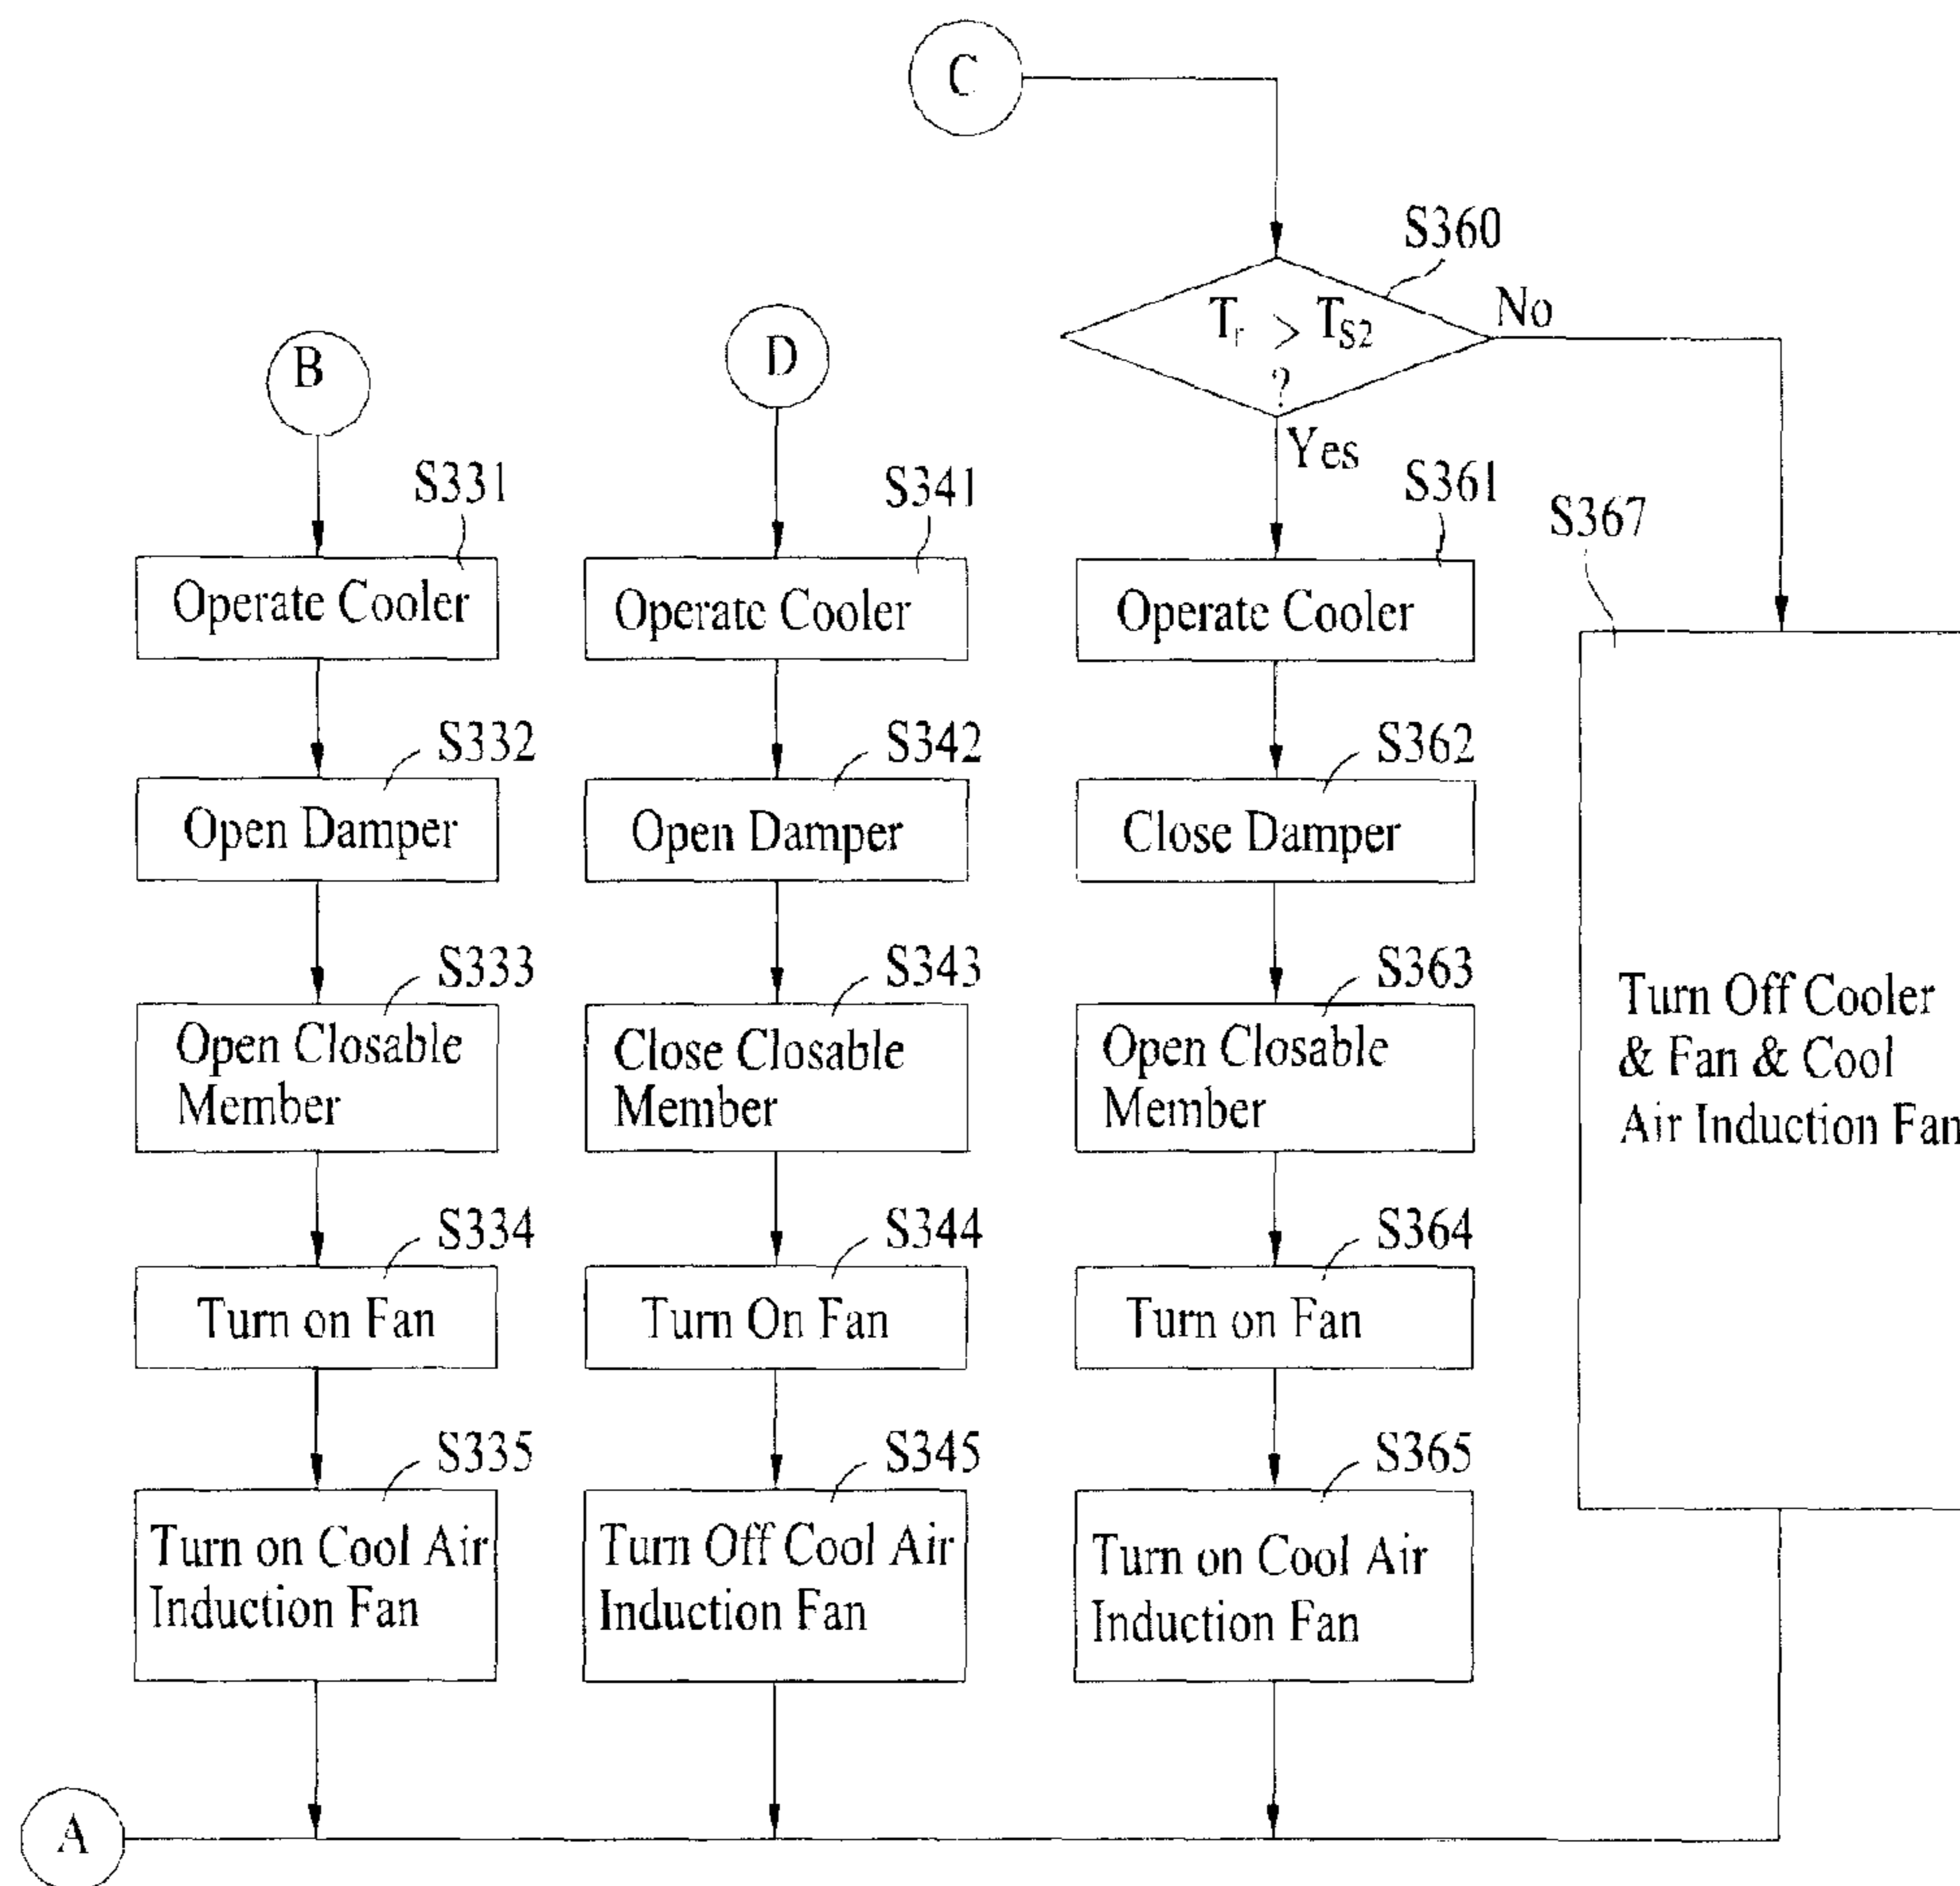 C
S360
T_r > T_S2
?
No
Yes
B
D
S331
Operate Cooler
S332
Open Damper
S333
Open Closable
Member
S334
Turn on Fan
S335
Turn on Cool Air
Induction Fan
S341
Operate Cooler
S342
Open Damper
S343
Close Closable
Member
S344
Turn On Fan
S345
Turn Off Cool Air
Induction Fan
S361
Operate Cooler
S362
Close Damper
S363
Open Closable
Member
S364
Turn on Fan
S365
Turn on Cool Air
Induction Fan
S367
Turn Off Cooler
& Fan & Cool
Air Induction Fan
A